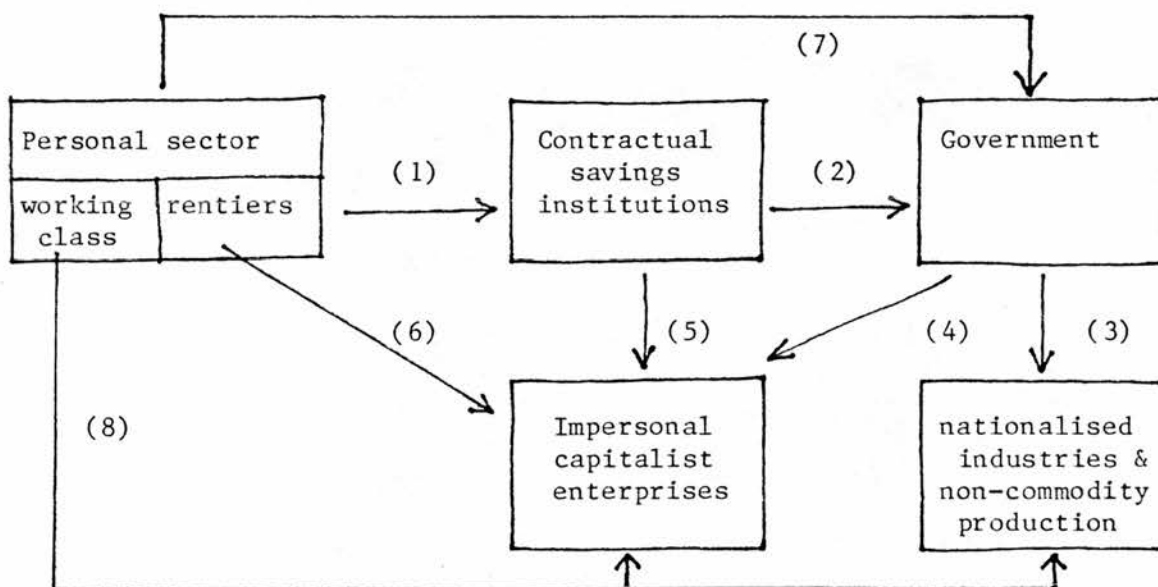 (7)
Personal sector
working
class
rentiers
(1)
Contractual
savings
institutions
(2)
Government
(6)
(5)
(4)
(3)
(8)
Impersonal
capitalist
enterprises
nationalised
industries &
non-commodity
production